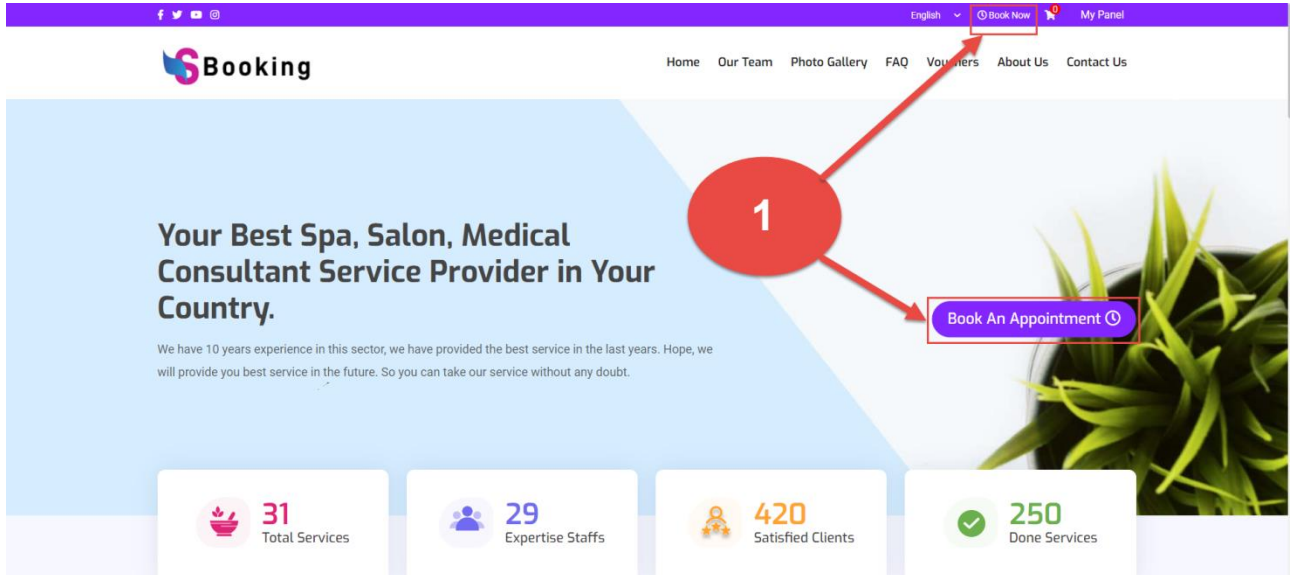 English Book Now 0 My Panel
SBooking
Home Our Team Photo Gallery FAQ Vouchers About Us Contact Us
1
Your Best Spa, Salon, Medical
Consultant Service Provider in Your
Country.
Book An Appointment
We have 10 years experience in this sector, we have provided the best service in the last years. Hope, we
will provide you best service in the future. So you can take our service without any doubt.
31
Total Services
29
Expertise Staffs
420
Satisfied Clients
250
Done Services